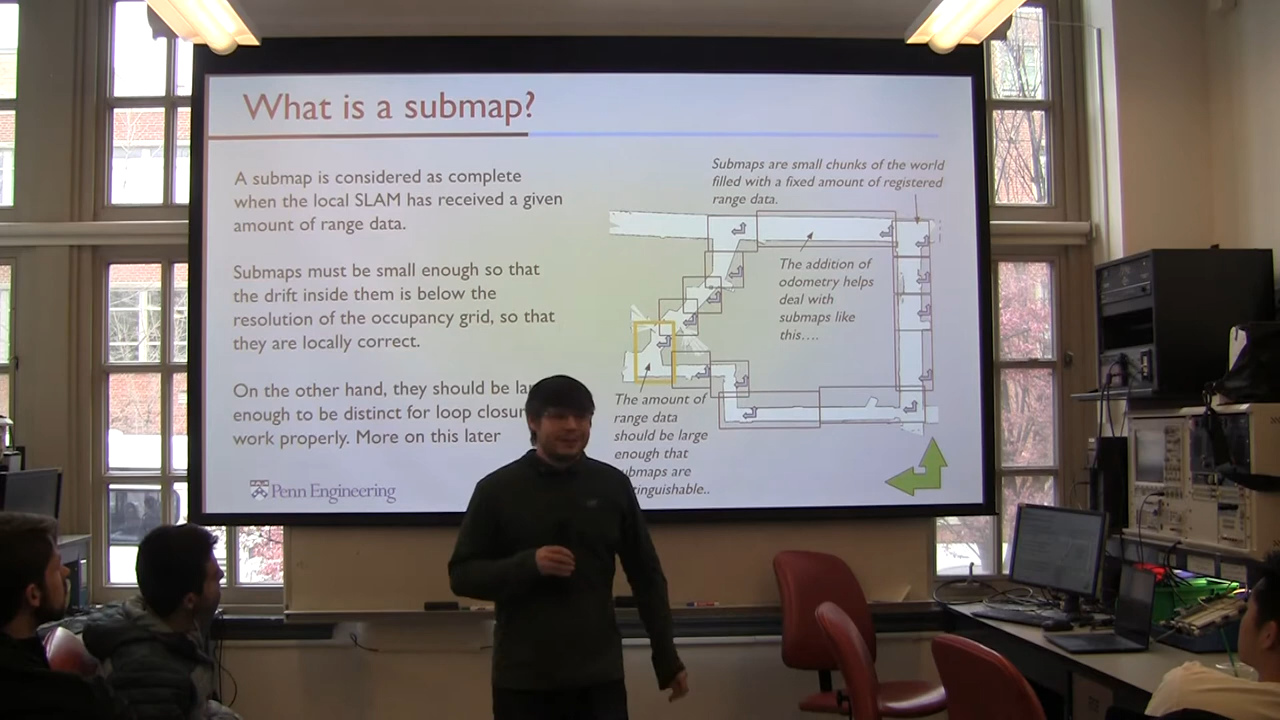 What is a submap?
A submap is considered as complete
when the local SLAM has received a given
amount of range data.
Submaps must be small enough so that
the drift inside them is below the
resolution of the occupancy grid, so that
they are locally correct.
On the other hand, they should be
enough to be distinct for loop
work properly. More on this later
Penn Engineering
Submaps are small chunks of the world
filled with a fixed amount of registered
range data.
The addition of
odometry helps
deal with
submaps like
this....
The amount of
range data
should be large
enough that
submaps are